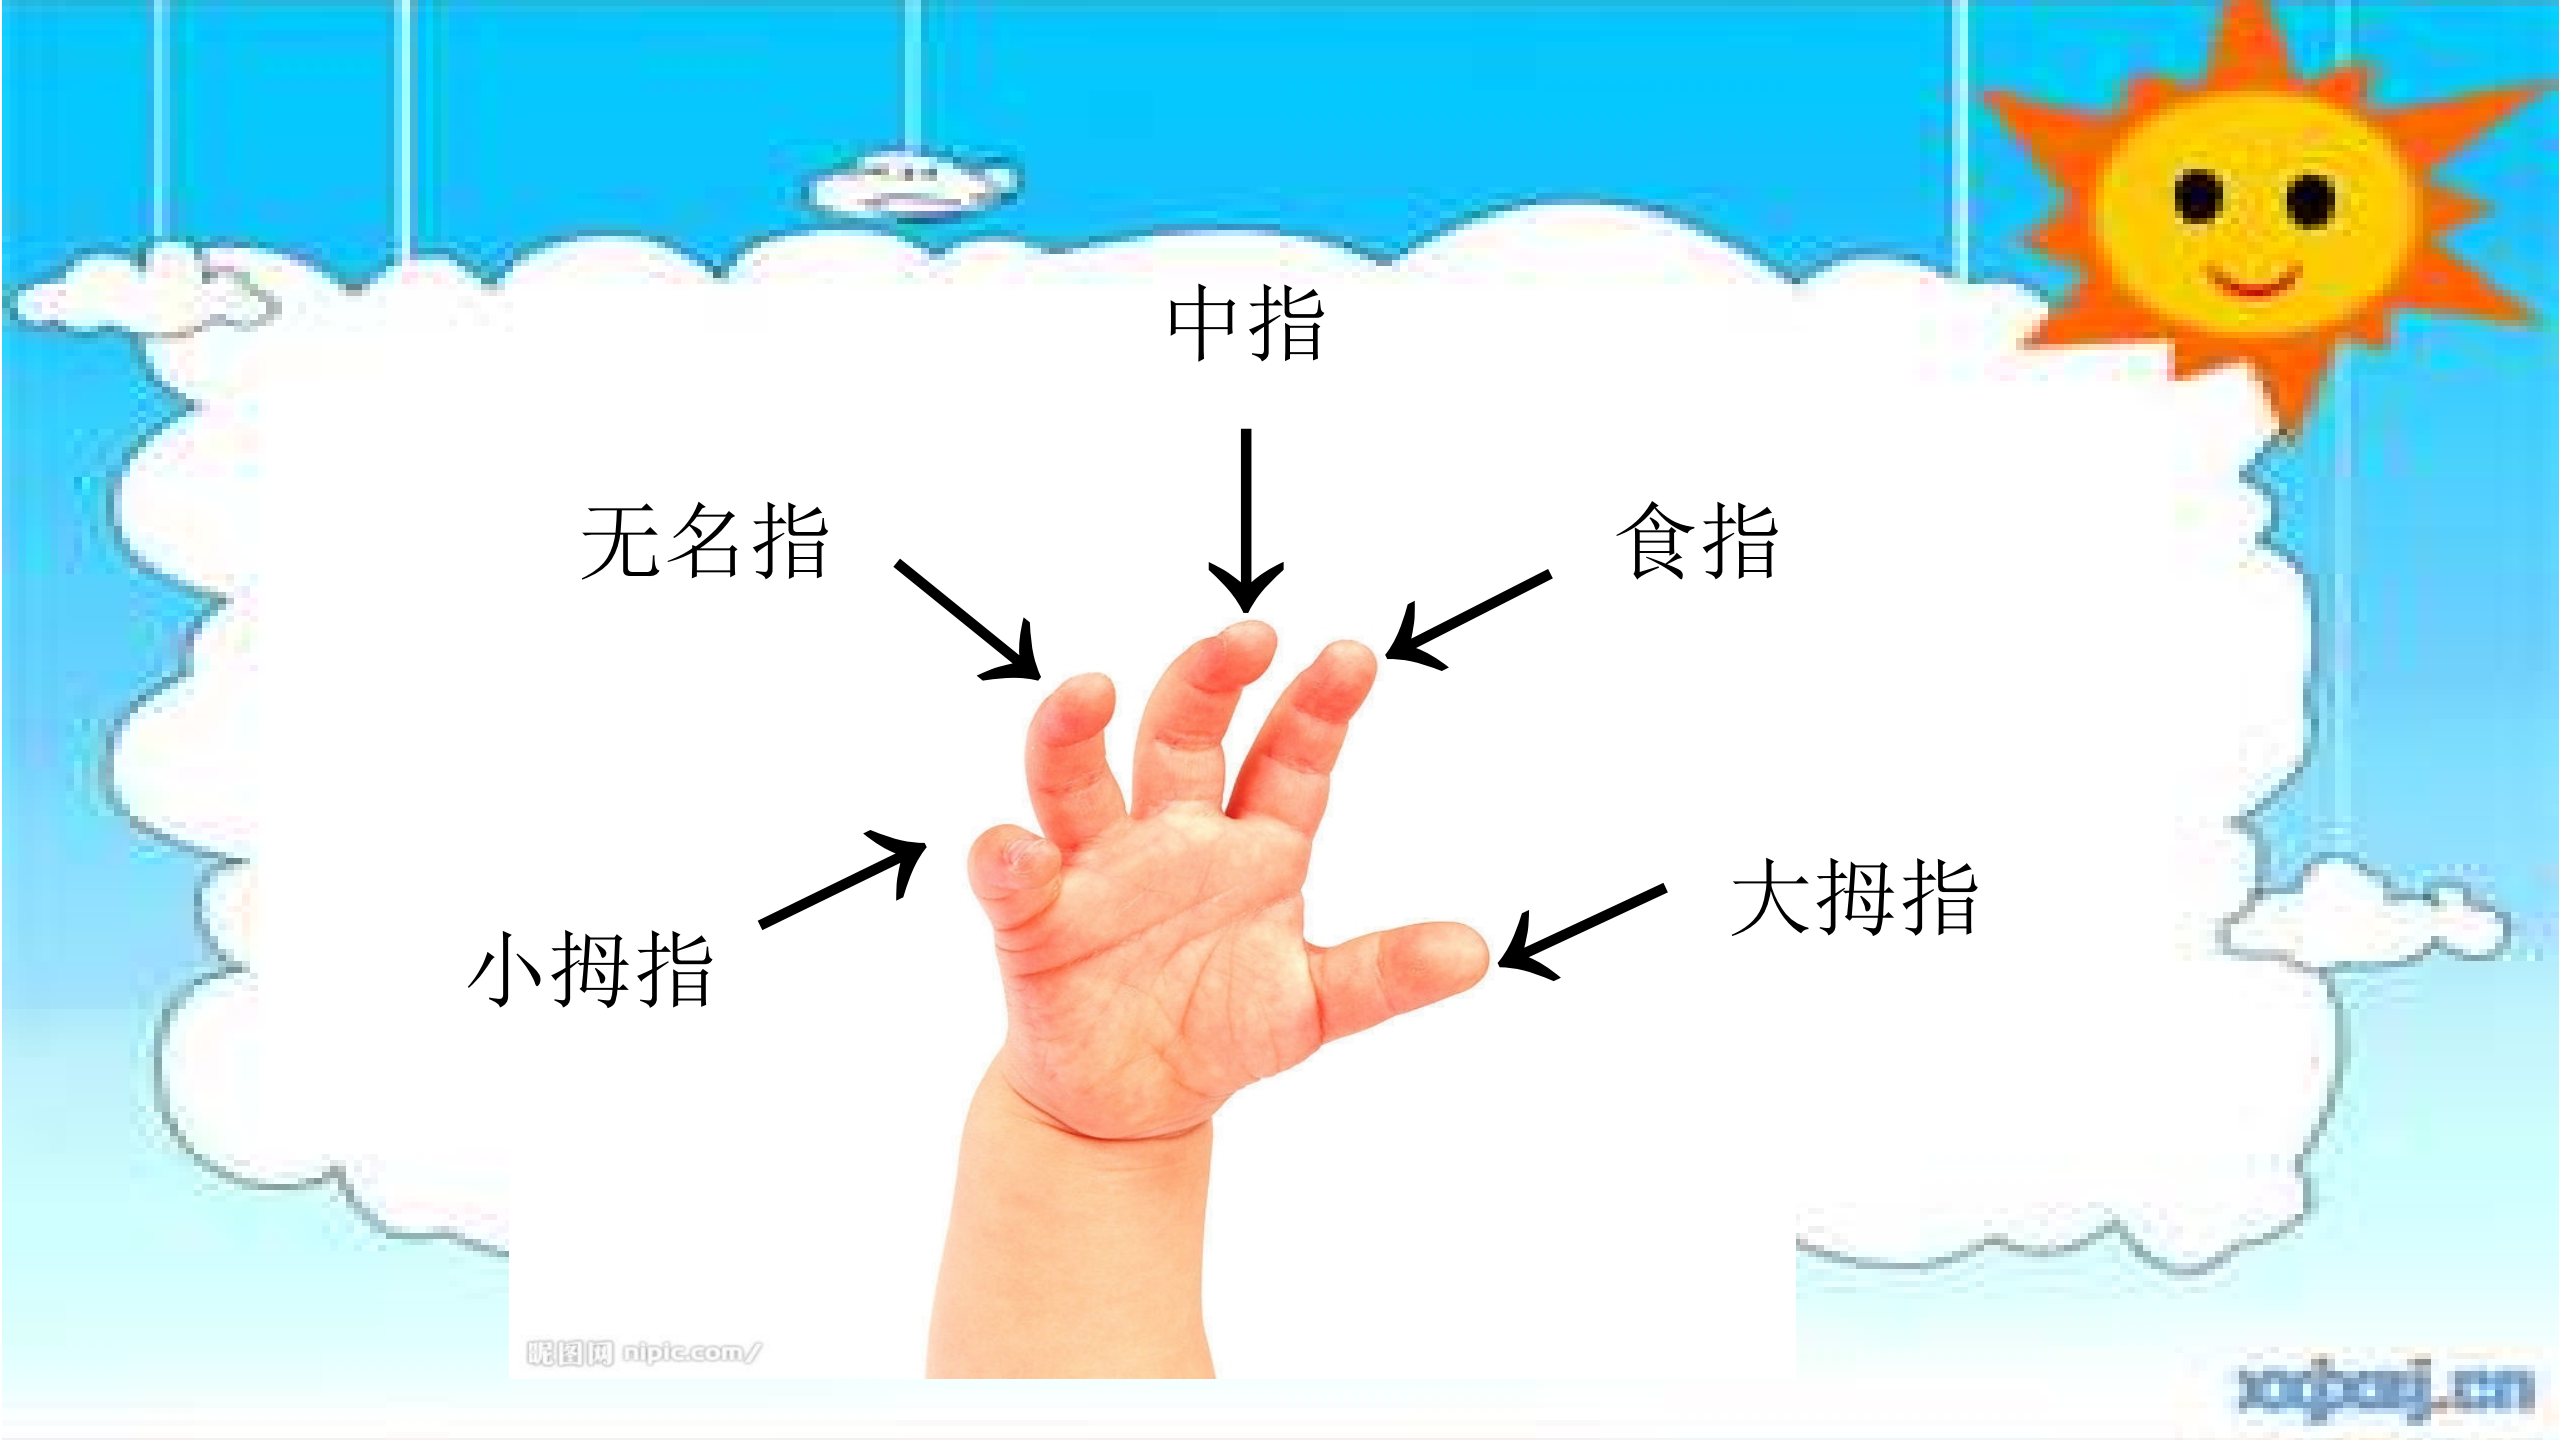 中指
无名指
食指
大拇指
小拇指
昵图网 nipic.com/